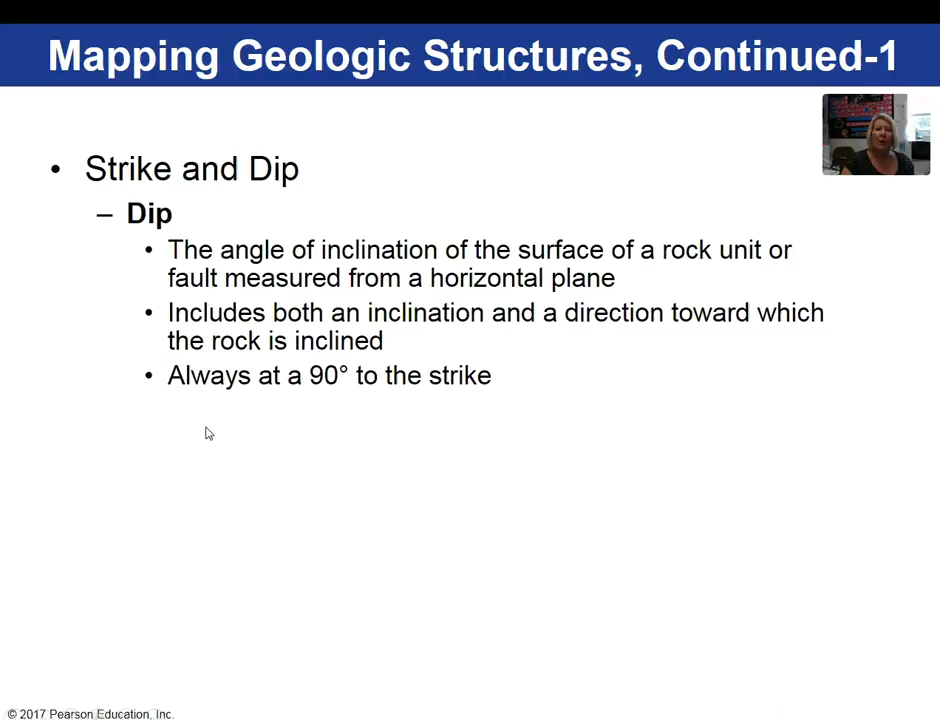 Mapping Geologic Structures, Continued-1
• Strike and Dip
– Dip
• The angle of inclination of the surface of a rock unit or
fault measured from a horizontal plane
• Includes both an inclination and a direction toward which
the rock is inclined
• Always at a 90° to the strike
© 2017 Pearson Education, Inc.